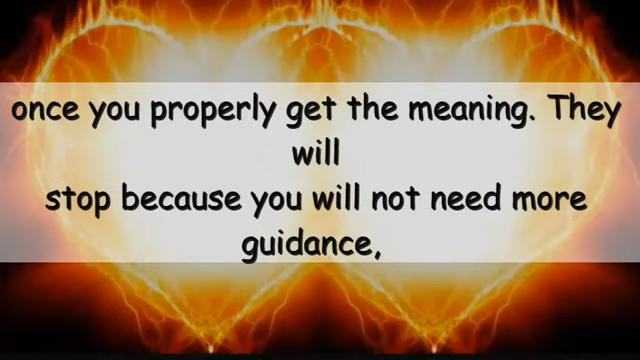 once you properly get the meaning. They
will
stop because you will not need more
guidance,